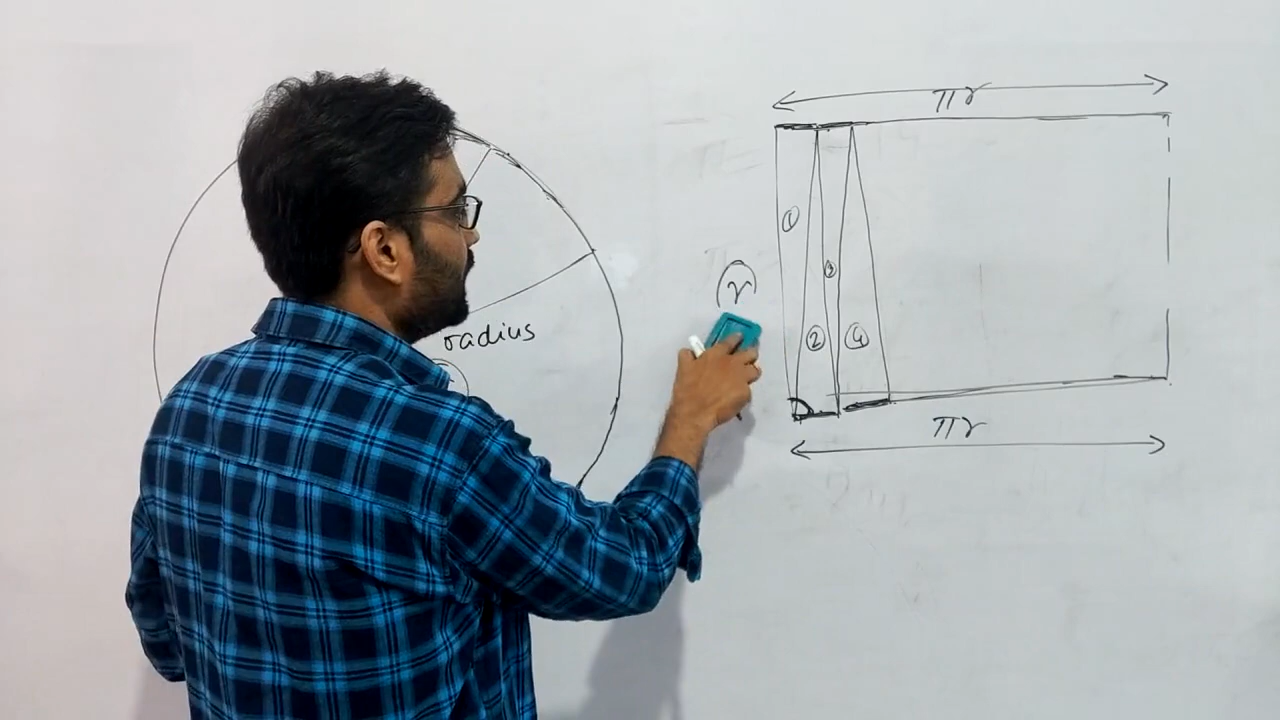 πr
①
(r)
③
radius
② ④
πr